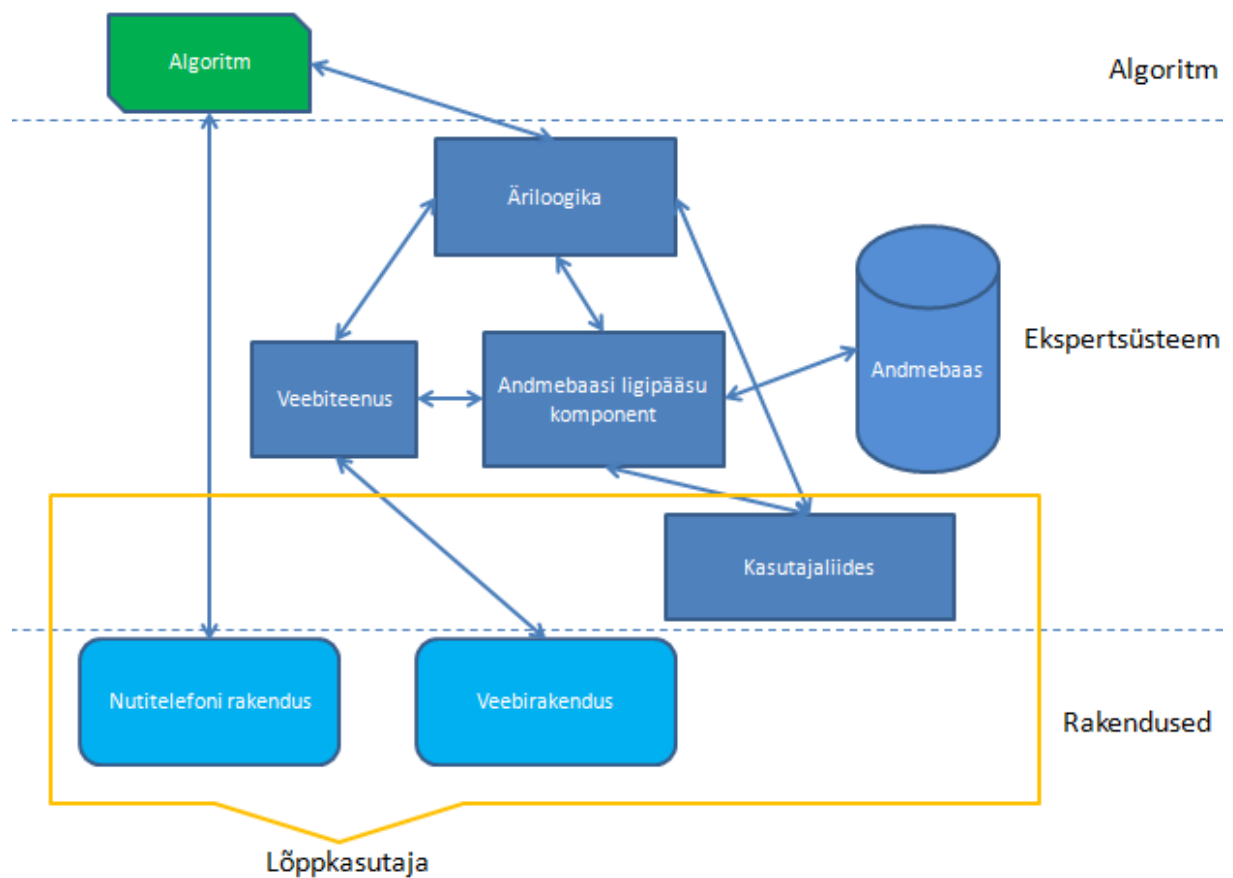 Algoritm
Algoritm
Äriloogika
Ekspertsüsteem
Andmebaas
Veebiteenus
Andmebaasi ligipääsu
komponent
Kasutajaliides
Nutitelefoni rakendus
Veebirakendus
Rakendused
Lõppkasutaja